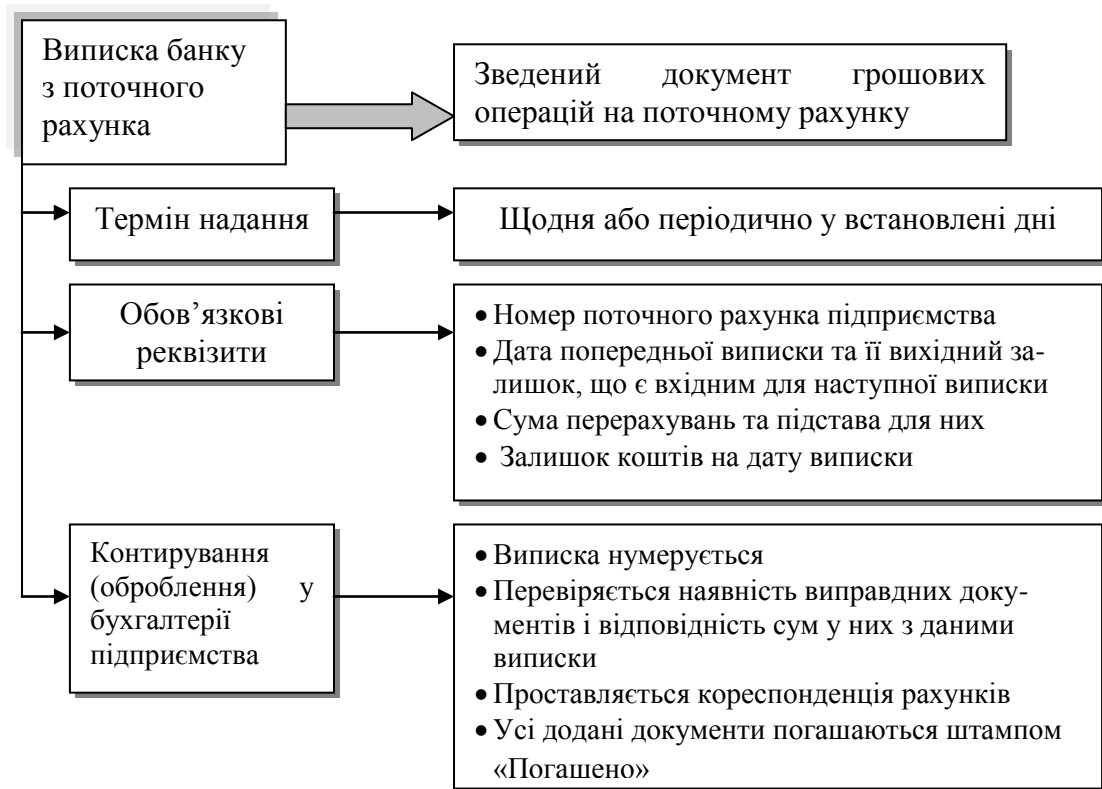 Виписка банку
з поточного
рахунка
Зведений документ грошових
операцій на поточному рахунку
Термін надання
Щодня або періодично у встановлені дні
Обов’язкові
реквізити
• Номер поточного рахунка підприємства
• Дата попередньої виписки та її вихідний за-
лишок, що є вхідним для наступної виписки
• Сума перерахувань та підстава для них
• Залишок коштів на дату виписки
Контирування
(оброблення) у
бухгалтерії
підприємства
• Виписка нумерується
• Перевіряється наявність виправдних доку-
ментів і відповідність сум у них з даними
виписки
• Проставляється кореспонденція рахунків
• Усі додані документи погашаються штампом
«Погашено»